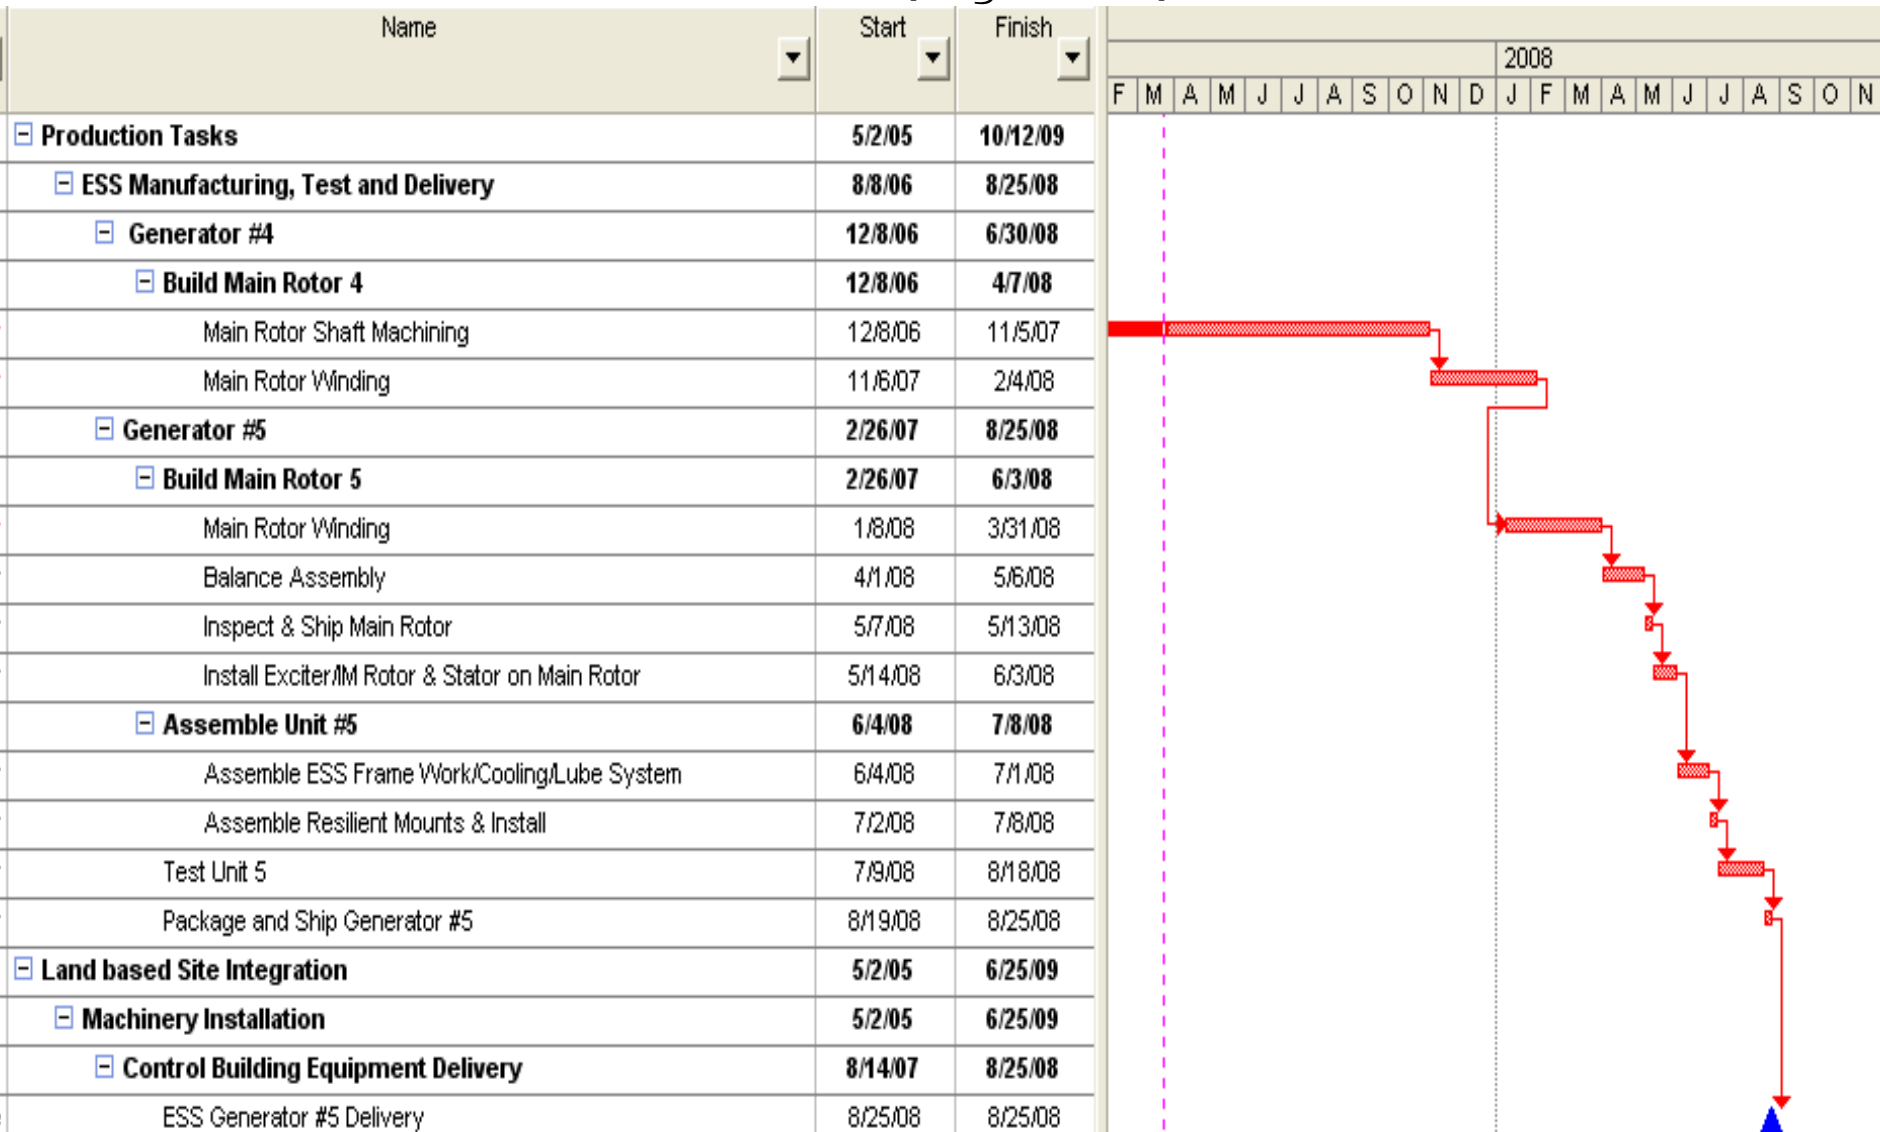 Name Start Finish
2008
F M A M J J A S O N D J F M A M J J A S O N
Production Tasks 5/2/05 10/12/09
ESS Manufacturing, Test and Delivery 8/8/06 8/25/08
Generator #4 12/8/06 6/30/08
Build Main Rotor 4 12/8/06 4/7/08
Main Rotor Shaft Machining 12/8/06 11/5/07
Main Rotor Winding 11/6/07 2/4/08
Generator #5 2/26/07 8/25/08
Build Main Rotor 5 2/26/07 6/3/08
Main Rotor Winding 1/8/08 3/31/08
Balance Assembly 4/1/08 5/6/08
Inspect & Ship Main Rotor 5/7/08 5/13/08
Install Exciter/IM Rotor & Stator on Main Rotor 5/14/08 6/3/08
Assemble Unit #5 6/4/08 7/8/08
Assemble ESS Frame Work/Cooling/Lube System 6/4/08 7/1/08
Assemble Resilient Mounts & Install 7/2/08 7/8/08
Test Unit 5 7/9/08 8/18/08
Package and Ship Generator #5 8/19/08 8/25/08
Land based Site Integration 5/2/05 6/25/09
Machinery Installation 5/2/05 6/25/09
Control Building Equipment Delivery 8/14/07 8/25/08
ESS Generator #5 Delivery 8/25/08 8/25/08